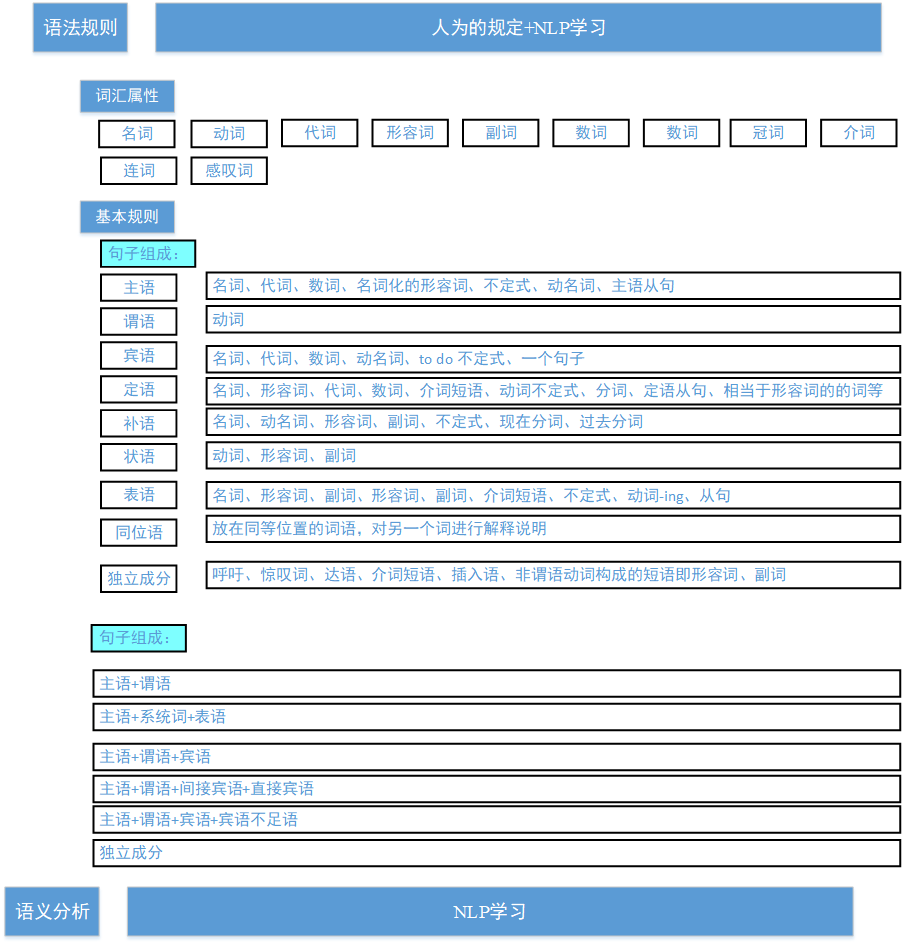 语法规则
人为的规定+NLP学习
词汇属性
名词
动词
代词
形容词
副词
数词
数词
冠词
介词
连词
感叹词
基本规则
句子组成：
主语
名词、代词、数词、名词化的形容词、不定式、动名词、主语从句
谓语
动词
宾语
名词、代词、数词、动名词、to do 不定式、一个句子
定语
名词、形容词、代词、数词、介词短语、动词不定式、分词、定语从句、相当于形容词的的词等
补语
名词、动名词、形容词、副词、不定式、现在分词、过去分词
状语
动词、形容词、副词
表语
名词、形容词、副词、形容词、副词、介词短语、不定式、动词-ing、从句
同位语
放在同等位置的词语，对另一个词进行解释说明
独立成分
呼吁、惊叹词、达语、介词短语、插入语、非谓语动词构成的短语即形容词、副词
句子组成：
主语+谓语
主语+系统词+表语
主语+谓语+宾语
主语+谓语+间接宾语+直接宾语
主语+谓语+宾语+宾语不足语
独立成分
语义分析
NLP学习